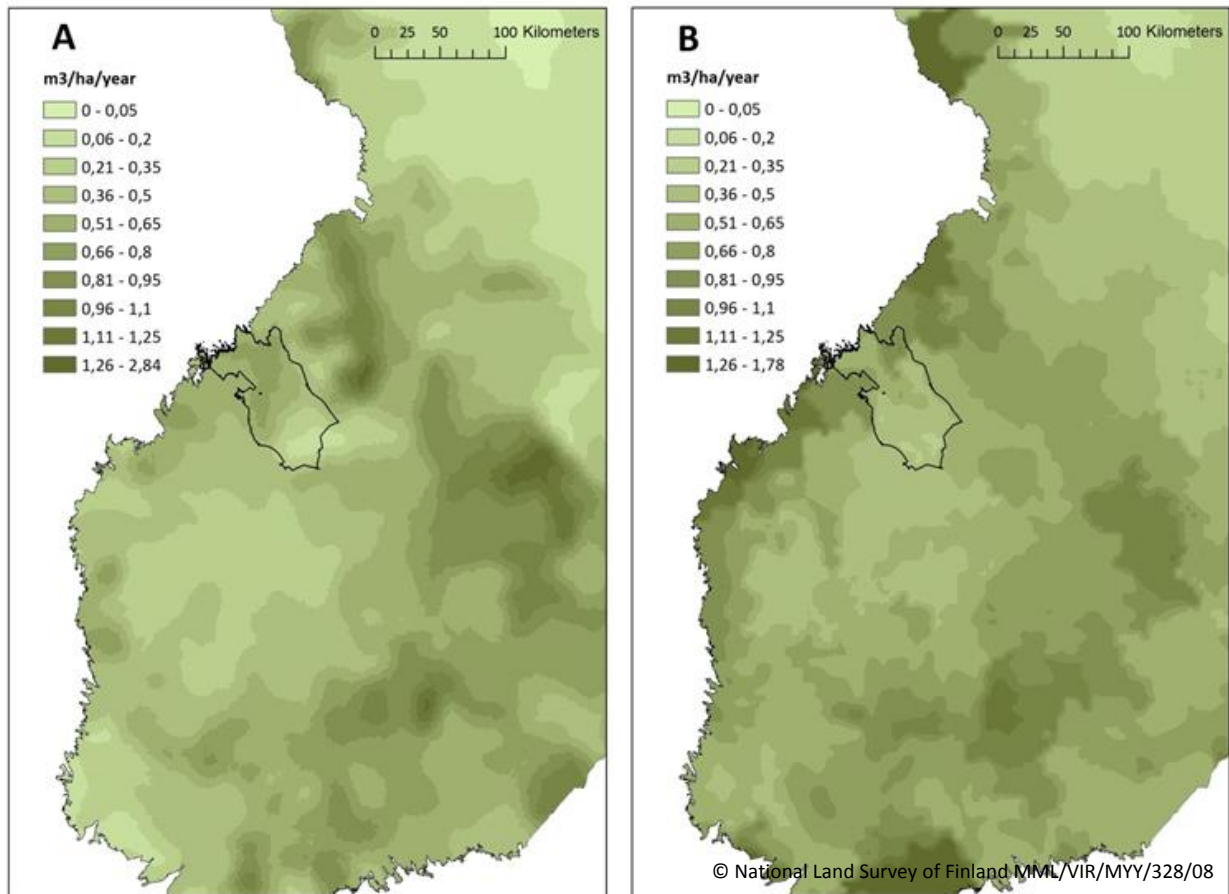 A
0 25 50 100 Kilometers
m3/ha/year
0 - 0,05
0,06 - 0,2
0,21 - 0,35
0,36 - 0,5
0,51 - 0,65
0,66 - 0,8
0,81 - 0,95
0,96 - 1,1
1,11 - 1,25
1,26 - 2,84
B
0 25 50 100 Kilometers
m3/ha/year
0 - 0,05
0,06 - 0,2
0,21 - 0,35
0,36 - 0,5
0,51 - 0,65
0,66 - 0,8
0,81 - 0,95
0,96 - 1,1
1,11 - 1,25
1,26 - 1,78
© National Land Survey of Finland MML/VIR/MYY/328/08